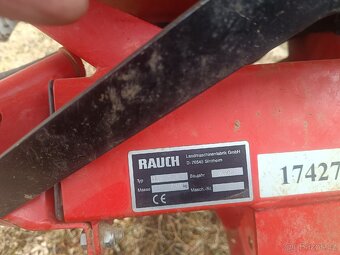 RAUCH
Landmaschinenfabrik GmbH
D-76545 Sinzheim
Typ
Baujahr
Masse
Masch.-Nr.
CE
17427